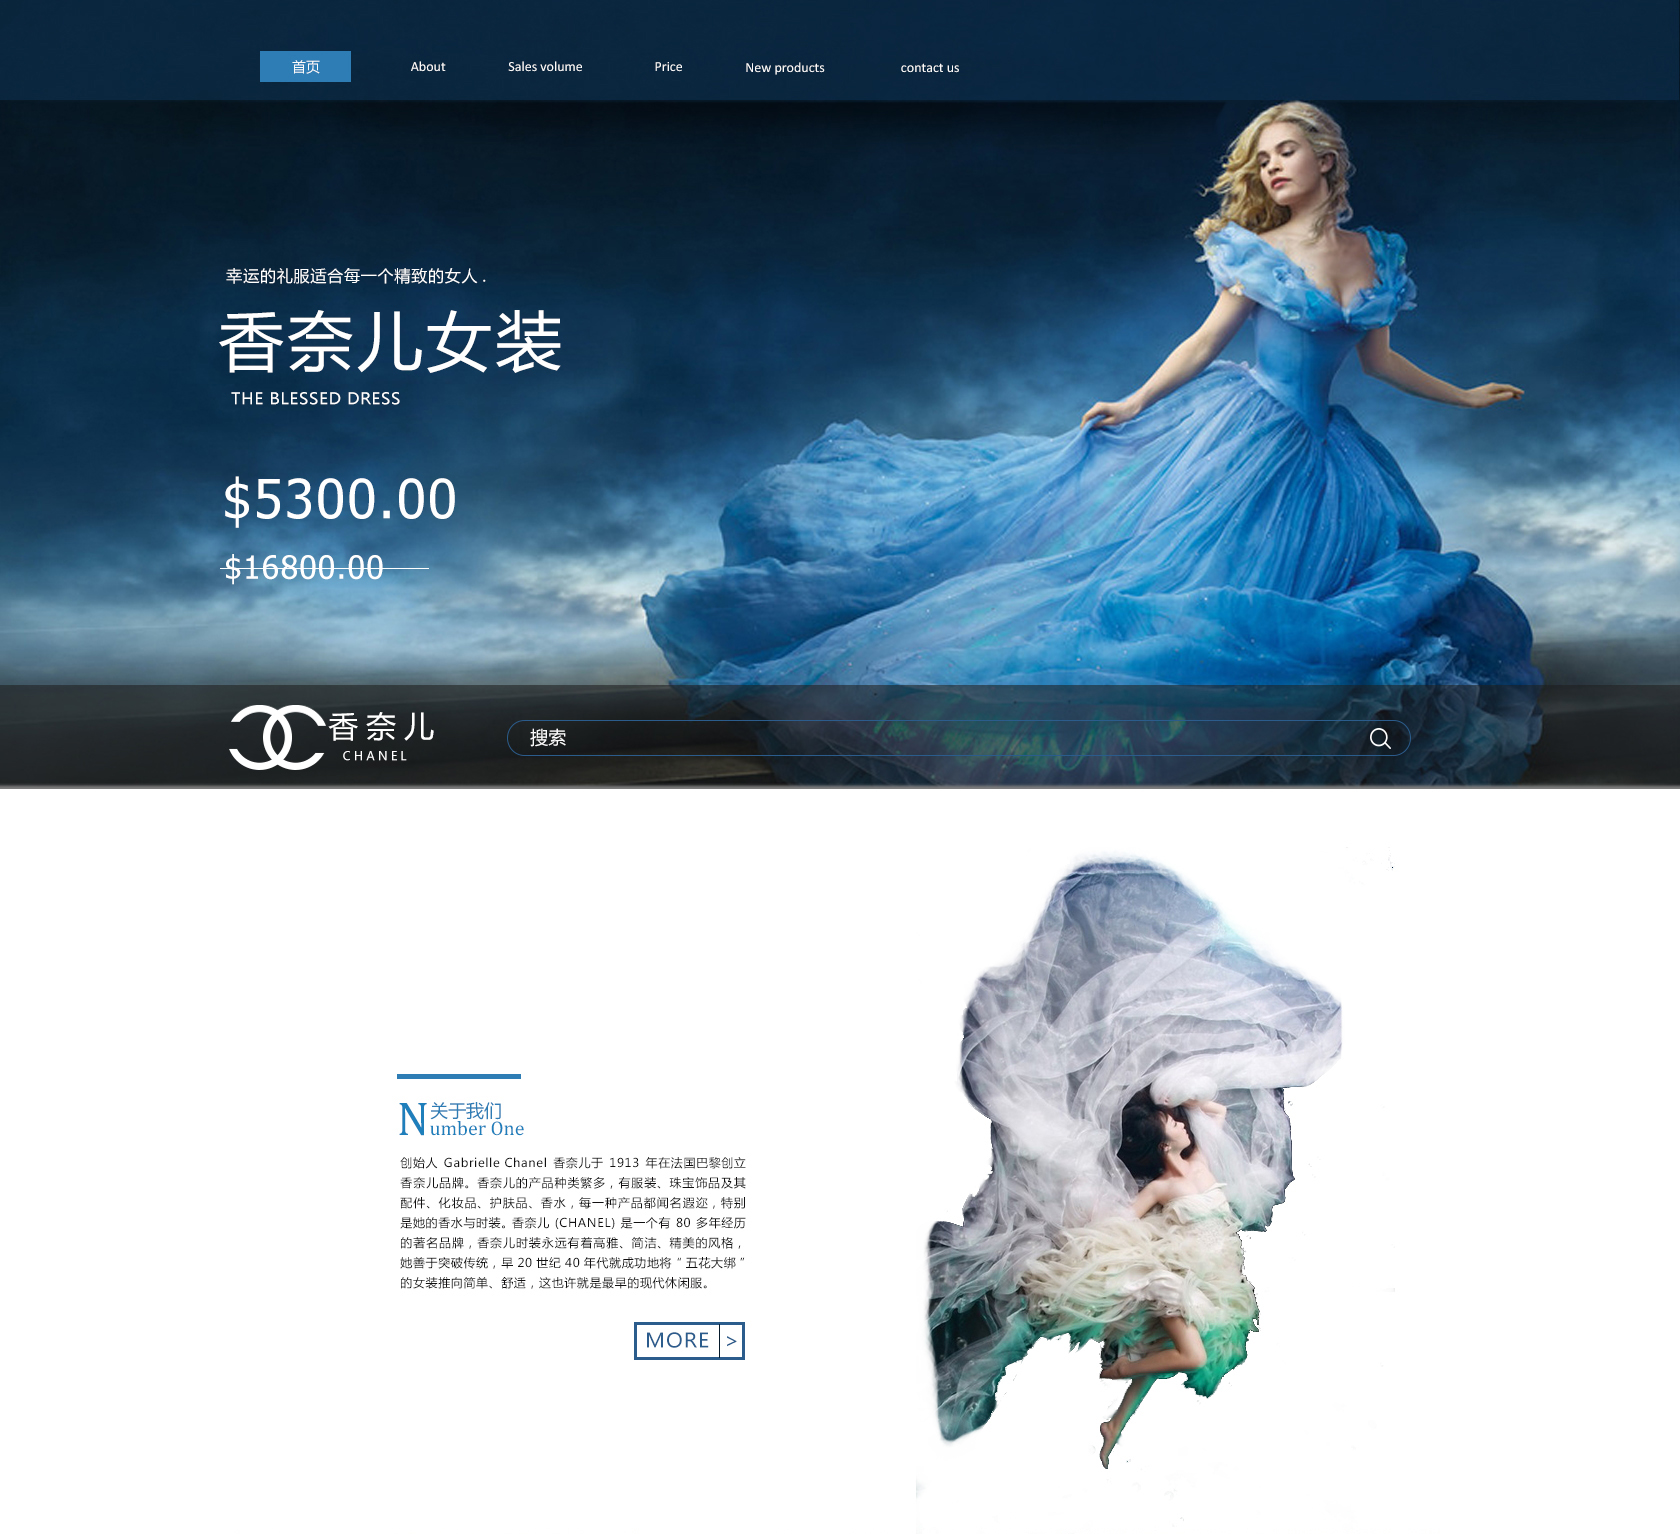 首页 About Sales volume Price New products contact us
幸运的礼服适合每一个精致的女人 .
香奈儿女装
THE BLESSED DRESS
$5300.00
$16800.00
香奈儿
CHANEL
搜索
关于我们
Number One
创始人 Gabrielle Chanel 香奈儿于 1913 年在法国巴黎创立
香奈儿品牌。香奈儿的产品种类繁多，有服装、珠宝饰品及其
配件、化妆品、护肤品、香水，每一种产品都闻名遐迩，特别
是她的香水与时装。香奈儿 (CHANEL) 是一个有 80 多年经历
的著名品牌，香奈儿时装永远有着高雅、简洁、精美的风格，
她善于突破传统，早 20 世纪 40 年代就成功地将“五花大绑”
的女装推向简单、舒适，这也许就是最早的现代休闲服。
MORE >